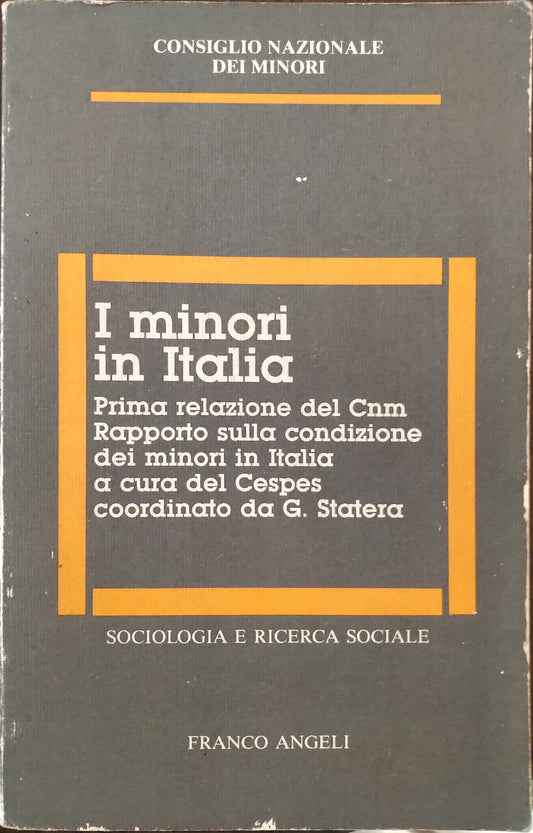 CONSIGLIO NAZIONALE
DEI MINORI
I minori
in Italia
Prima relazione del Cnm
Rapporto sulla condizione
dei minori in Italia
a cura del Cespes
coordinato da G. Statera
SOCIOLOGIA E RICERCA SOCIALE
FRANCO ANGELI